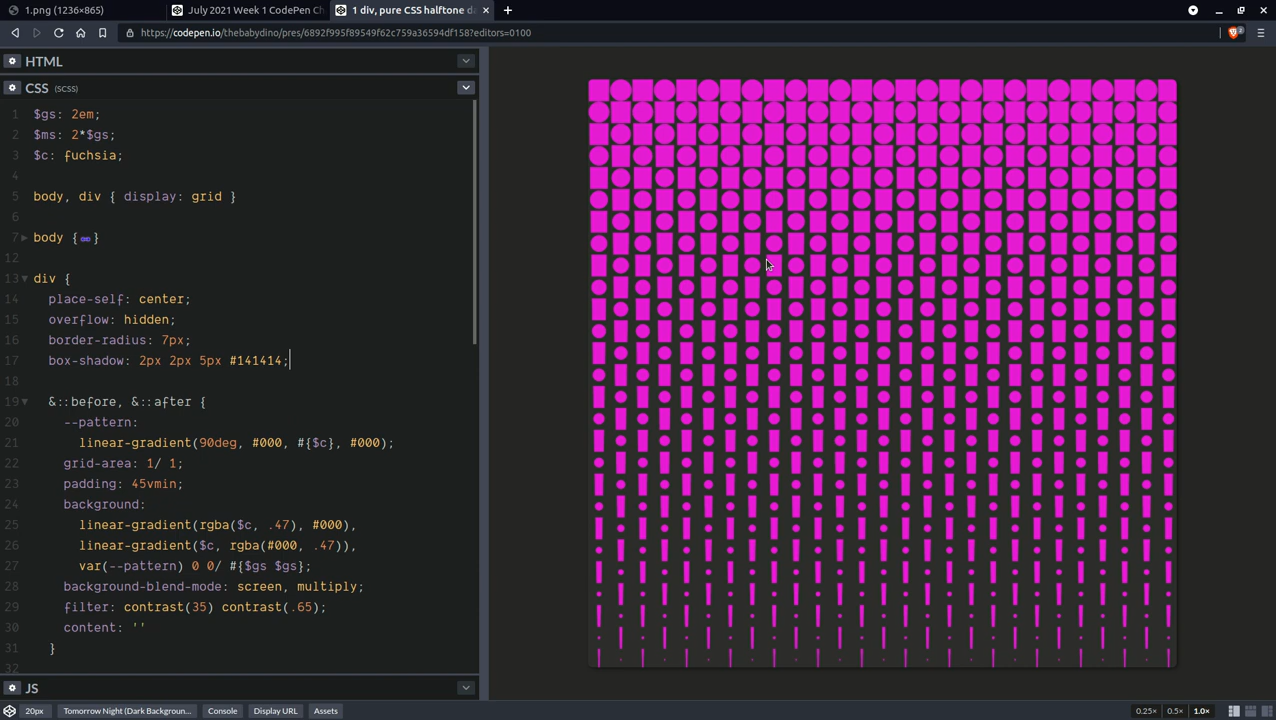 1.png (1236×865)
July 2021 Week 1 CodePen Ch
1 div, pure CSS halftone d
https://codepen.io/thebabydino/pres/6892f995f89549f62c759a36594df158?editors=0100
2
HTML
CSS (SCSS)
1 $gs: 2em;
2 $ms: 2*$gs;
3 $c: fuchsia;
4
5 body, div { display: grid }
6
7 body {}
12
13 div {
14 place-self: center;
15 overflow: hidden;
16 border-radius: 7px;
17 box-shadow: 2px 2px 5px #141414;
18
19 &::before, &::after {
20 --pattern:
21 linear-gradient(90deg, #000, #{$c}, #000);
22 grid-area: 1/ 1;
23 padding: 45vmin;
24 background:
25 linear-gradient(rgba($c, .47), #000),
26 linear-gradient($c, rgba(#000, .47)),
27 var(--pattern) 0 0/ #{$gs $gs};
28 background-blend-mode: screen, multiply;
29 filter: contrast(35) contrast(.65);
30 content: ''
31 }
32
JS
20px Tomorrow Night (Dark Backgroun... Console Display URL Assets 0.25× 0.5× 1.0×